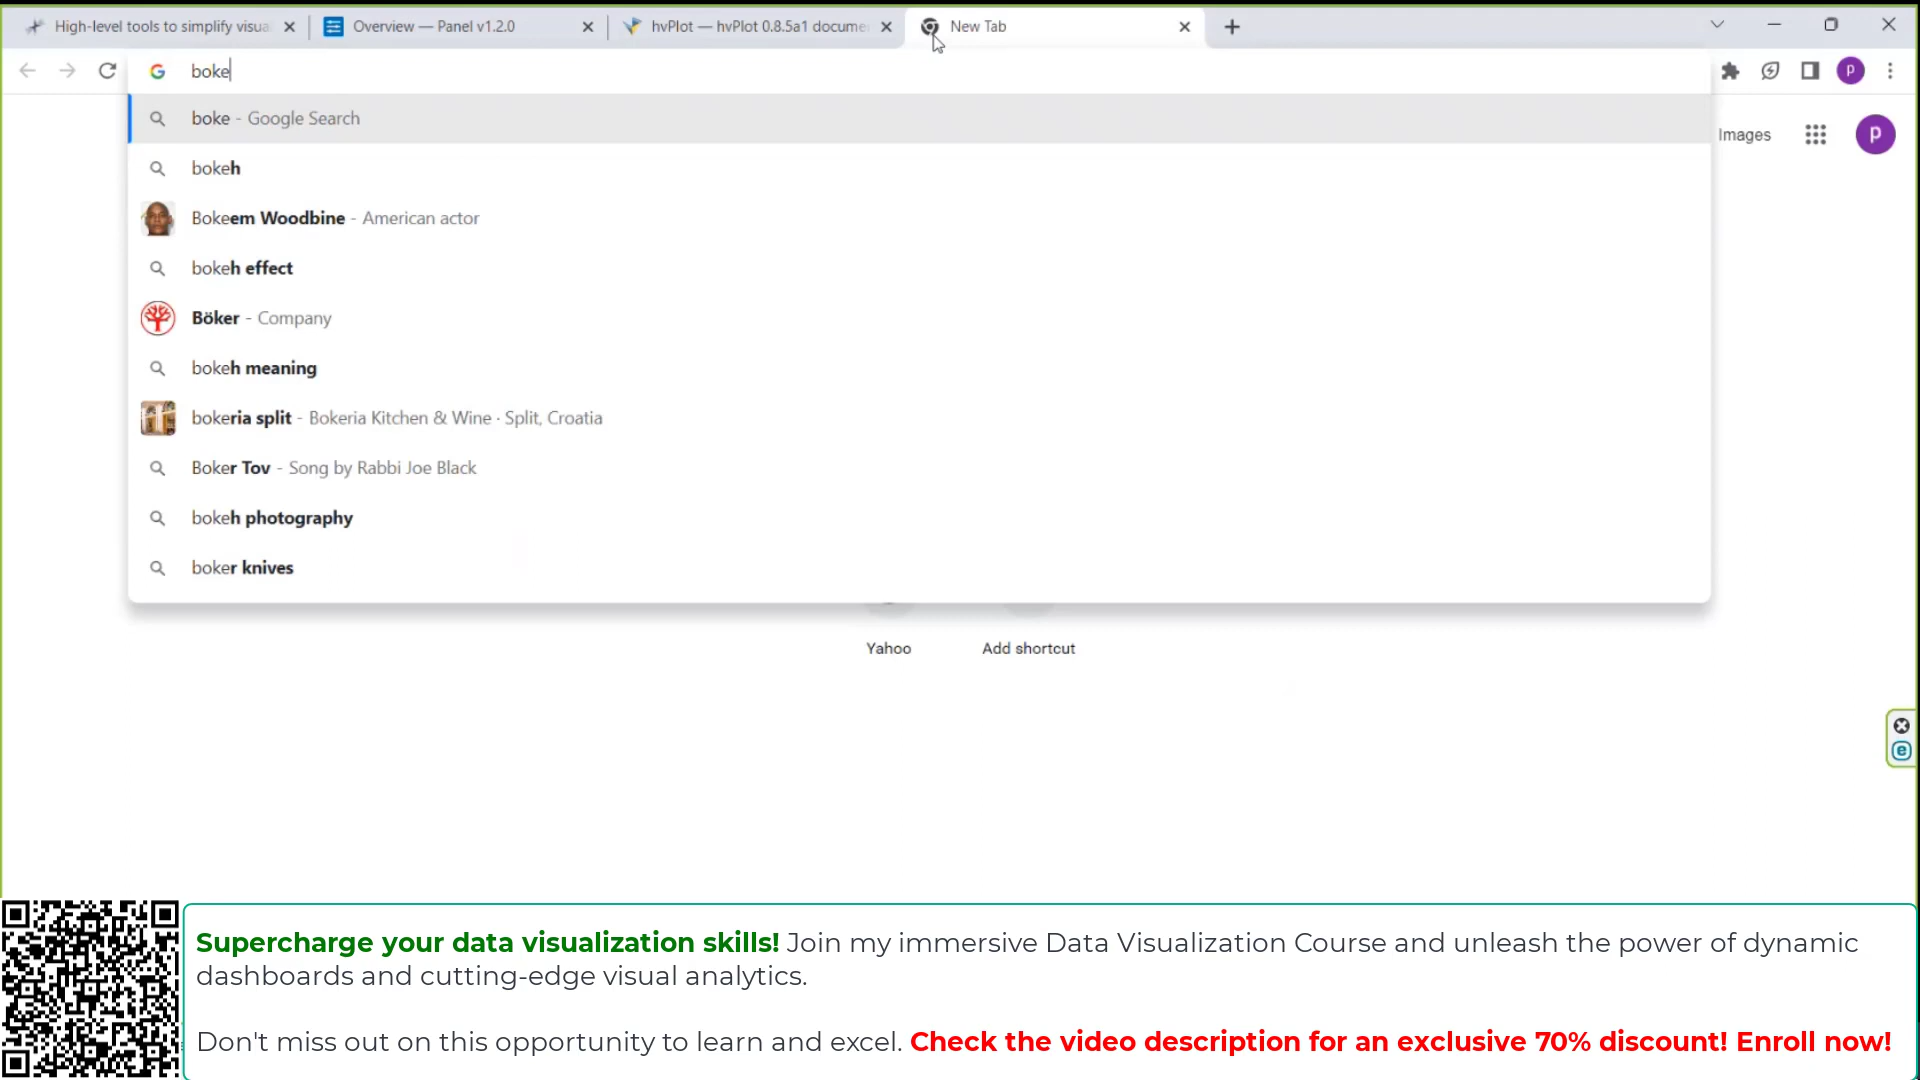 High-level tools to simplify visua
Overview — Panel v1.2.0
hvPlot — hvPlot 0.8.5a1 docume
New Tab
boke
p
boke - Google Search
Images
p
bokeh
Bokeem Woodbine - American actor
bokeh effect
Böker - Company
bokeh meaning
bokeria split - Bokeria Kitchen & Wine · Split, Croatia
Boker Tov - Song by Rabbi Joe Black
bokeh photography
boker knives
Yahoo
Add shortcut
Supercharge your data visualization skills! Join my immersive Data Visualization Course and unleash the power of dynamic
dashboards and cutting-edge visual analytics.
Don't miss out on this opportunity to learn and excel. Check the video description for an exclusive 70% discount! Enroll now!